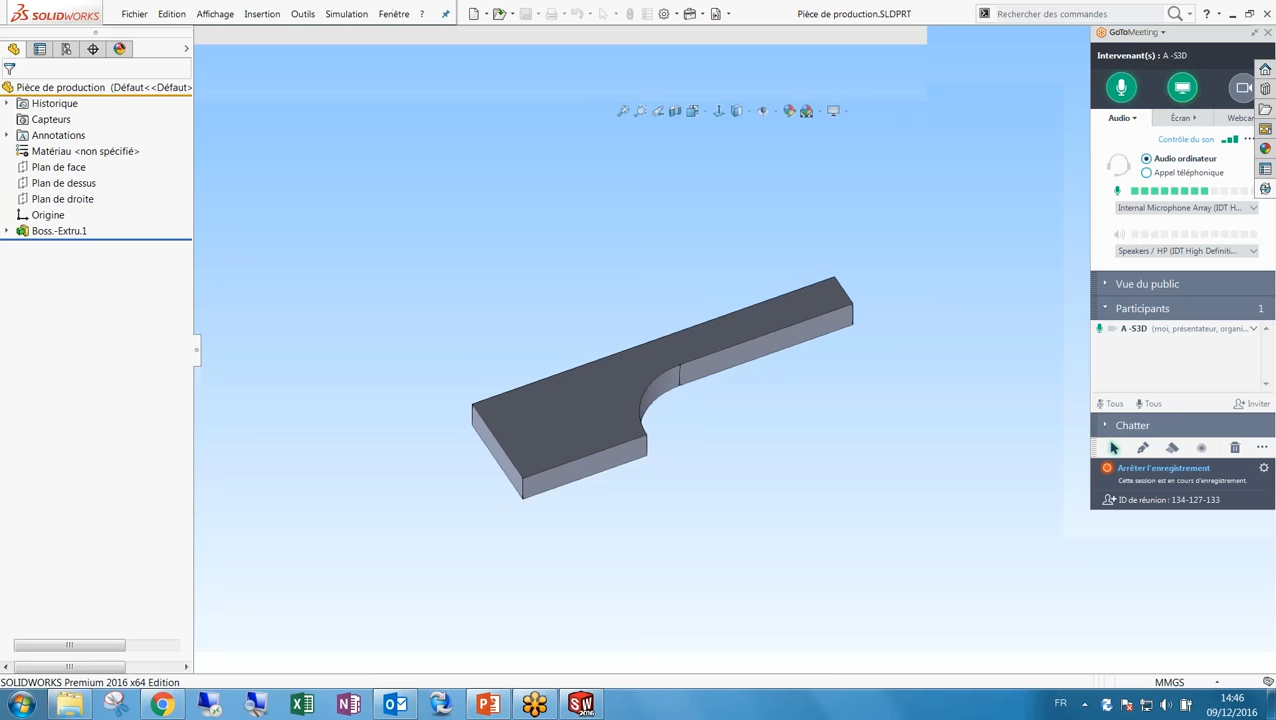 SOLIDWORKS Fichier Edition Affichage Insertion Outils Simulation Fenêtre ? Pièce de production.SLDPRT Rechercher des commandes ?
GoToMeeting
Intervenant(s) : A -S3D
Pièce de production (Défaut<<Défaut>
Historique
Capteurs
Annotations
Matériau <non spécifié>
Plan de face
Plan de dessus
Plan de droite
Origine
Boss.-Extru.1
Audio Écran Webcar
Contrôle du son
Audio ordinateur
Appel téléphonique
Internal Microphone Array (IDT H...
Speakers / HP (IDT High Definiti...
Vue du public
Participants 1
A -S3D (moi, présentateur, organi...
Tous Tous Inviter
Chatter
Arrêter l'enregistrement
Cette session est en cours d'enregistrement.
ID de réunion : 134-127-133
SOLIDWORKS Premium 2016 x64 Edition MMGS
SW
2016
FR 14:46
09/12/2016